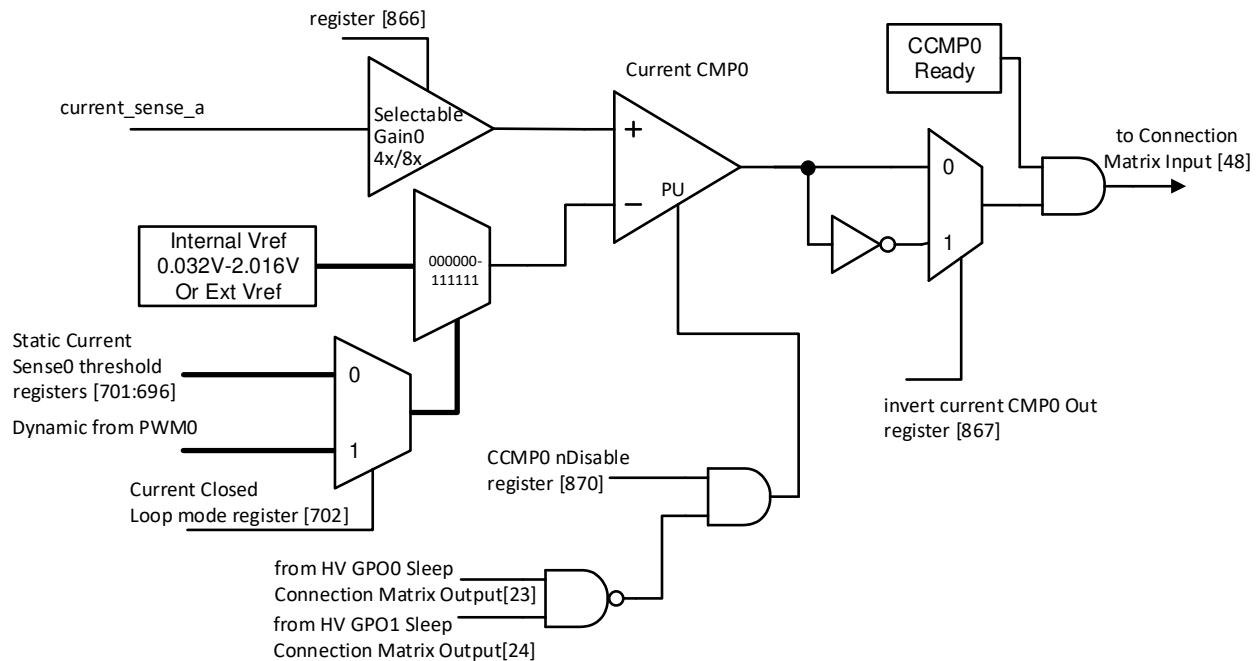 register [866]
Current CMP0
CCMP0
Ready
current_sense_a
Selectable
Gain0
4x/8x
+
−
PU
0
1
to Connection
Matrix Input [48]
Internal Vref
0.032V-2.016V
Or Ext Vref
000000-
111111
Static Current
Sense0 threshold
registers [701:696]
0
Dynamic from PWM0
1
Current Closed
Loop mode register [702]
invert current CMP0 Out
register [867]
CCMP0 nDisable
register [870]
from HV GPO0 Sleep
Connection Matrix Output[23]
from HV GPO1 Sleep
Connection Matrix Output[24]